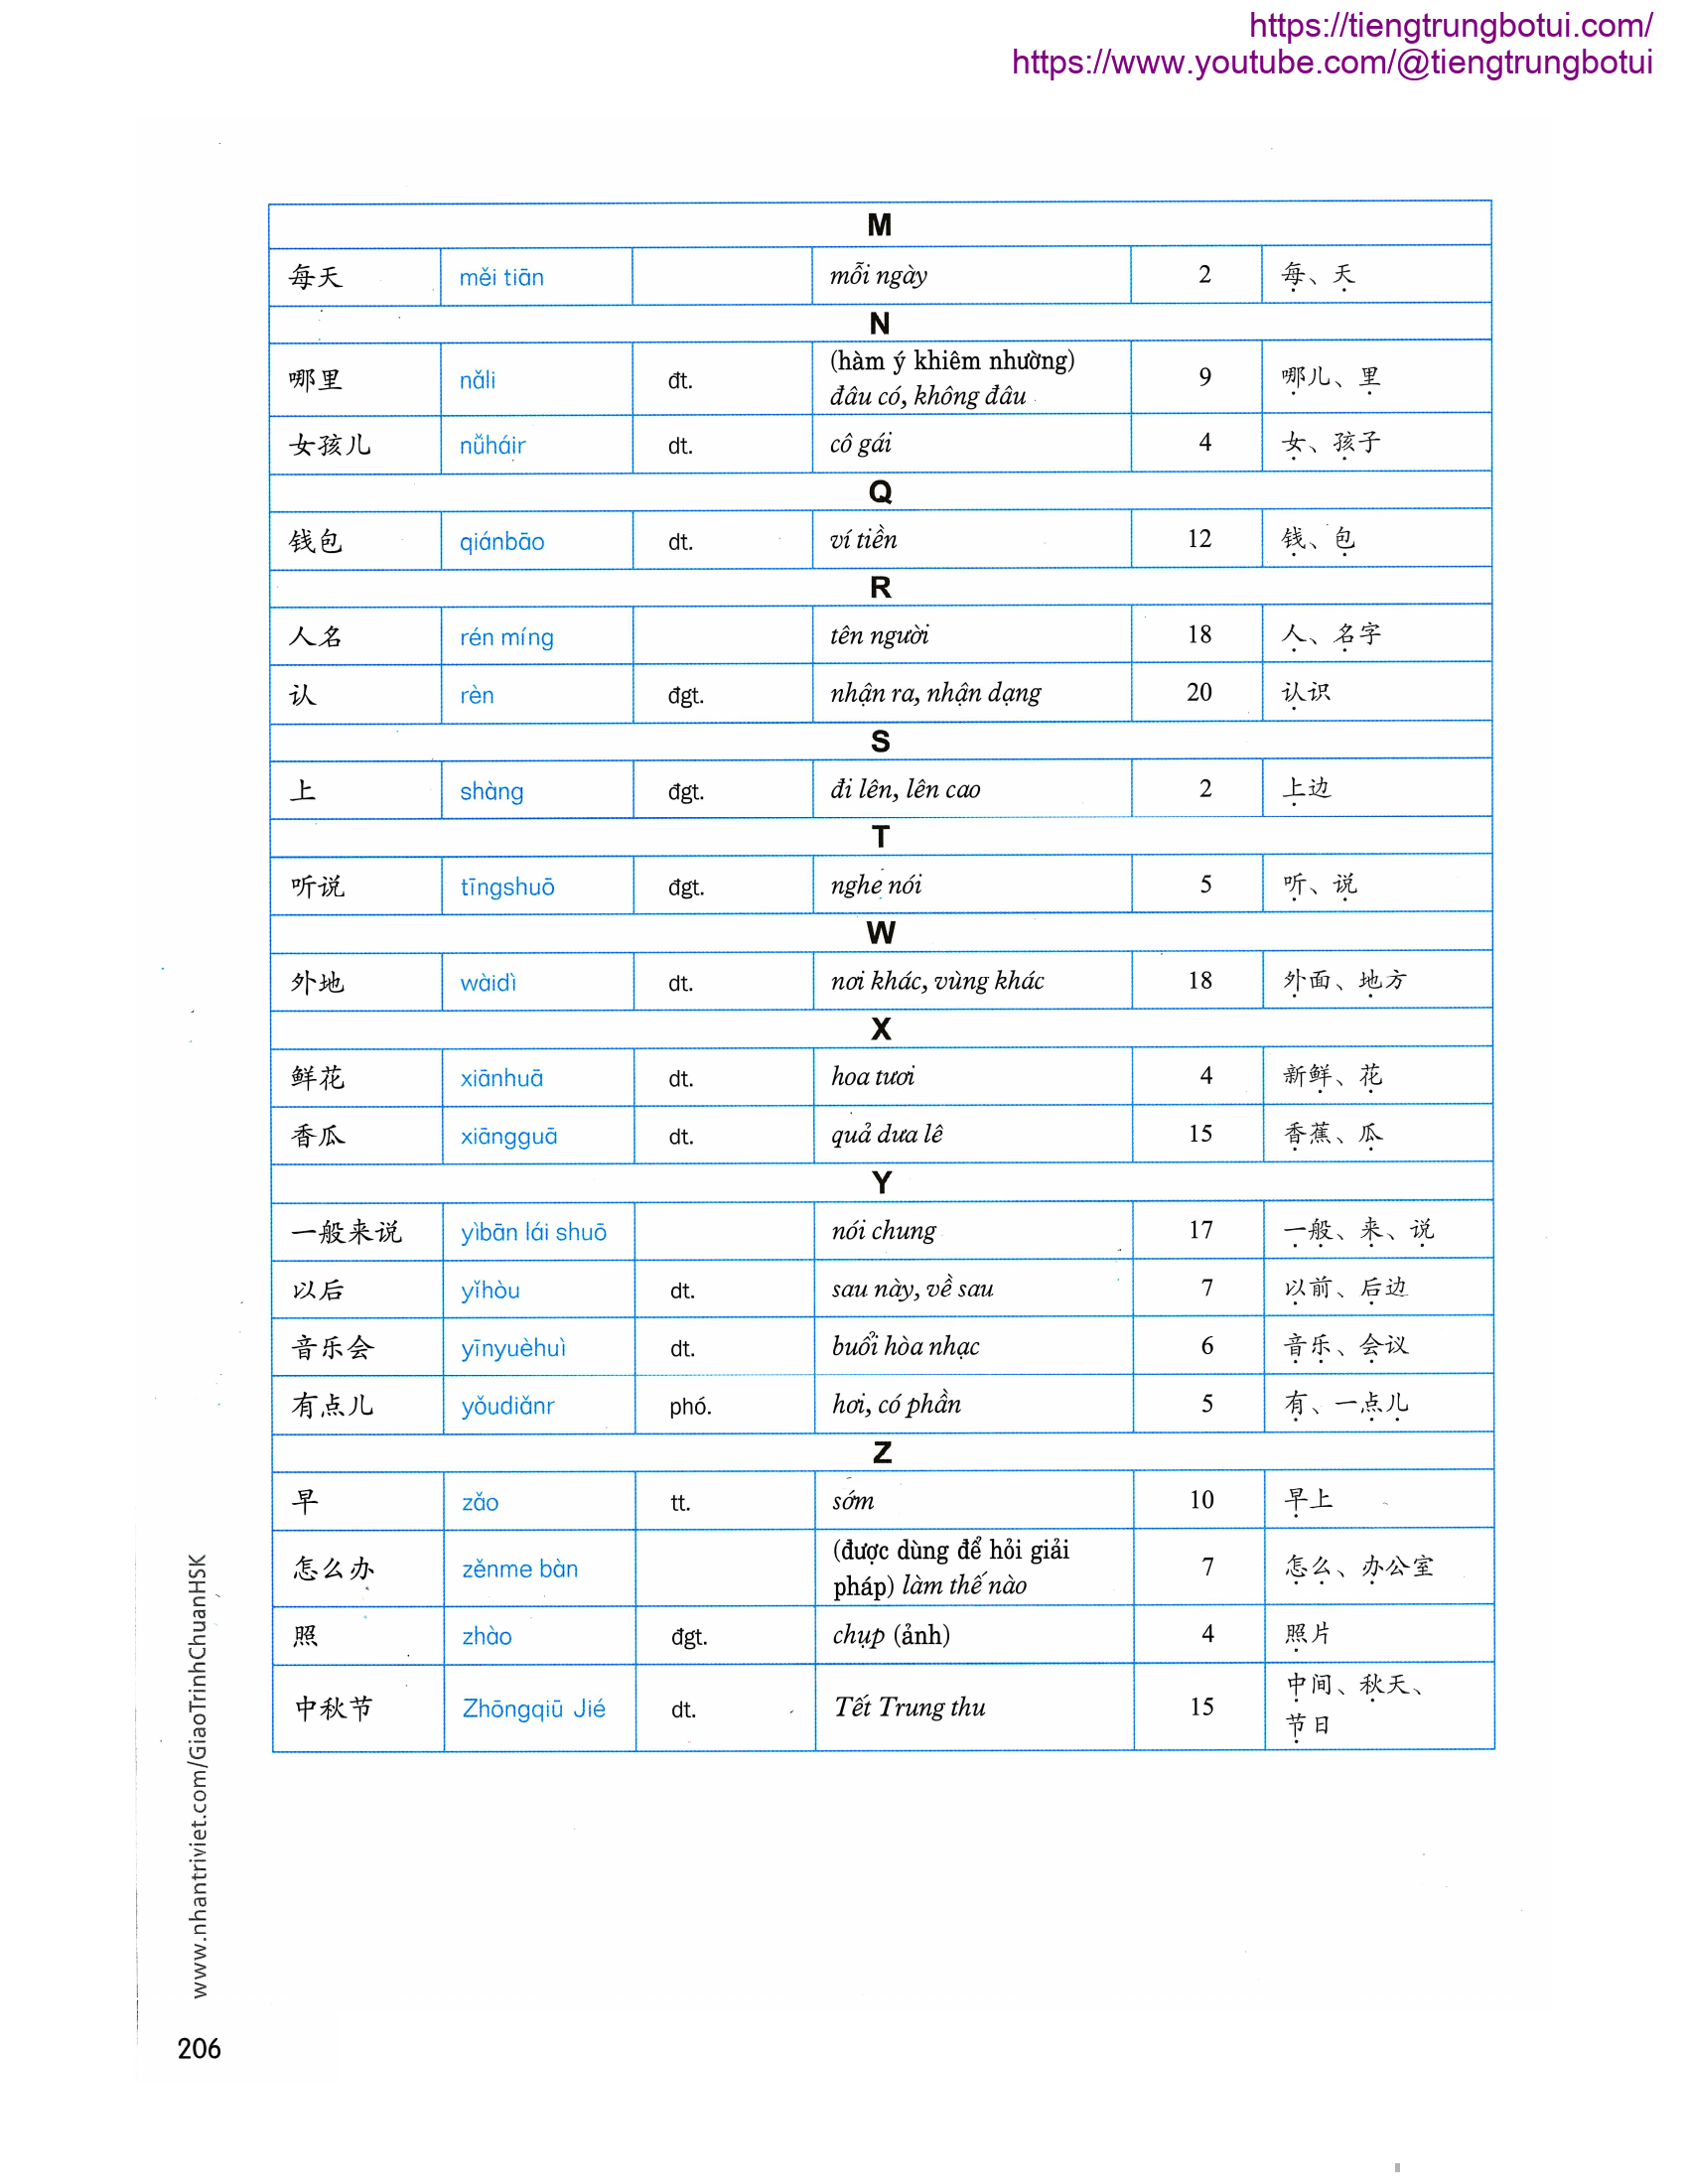 https://tiengtrungbotui.com/
https://www.youtube.com/@tiengtrungbotui
M
每天 měi tiān mỗi ngày 2 每、天
N
哪里 nǎli đt. (hàm ý khiêm nhường) 9 哪儿、里
đâu có, không đâu
女孩儿 nǚháir dt. cô gái 4 女、孩子
Q
钱包 qiánbāo dt. ví tiền 12 钱、包
R
人名 rén míng tên người 18 人、名字
认 rèn đgt. nhận ra, nhận dạng 20 认识
S
上 shàng đgt. đi lên, lên cao 2 上边
T
听说 tīngshuō đgt. nghe nói 5 听、说
W
外地 wàidì dt. nơi khác, vùng khác 18 外面、地方
X
鲜花 xiānhuā dt. hoa tươi 4 新鲜、花
香瓜 xiāngguā dt. quả dưa lê 15 香蕉、瓜
Y
一般来说 yìbān lái shuō nói chung 17 一般、来、说
以后 yǐhòu dt. sau này, về sau 7 以前、后边
音乐会 yīnyuèhuì dt. buổi hòa nhạc 6 音乐、会议
有点儿 yǒudiǎnr phó. hơi, có phần 5 有、一点儿
Z
早 zǎo tt. sớm 10 早上
怎么办 zěnme bàn (được dùng để hỏi giải 7 怎么、办公室
pháp) làm thế nào
照 zhào đgt. chụp (ảnh) 4 照片
中秋节 Zhōngqiū Jié dt. Tết Trung thu 15 中间、秋天、
节日
www.nhantriviet.com/GiaoTrinhChuanHSK
206